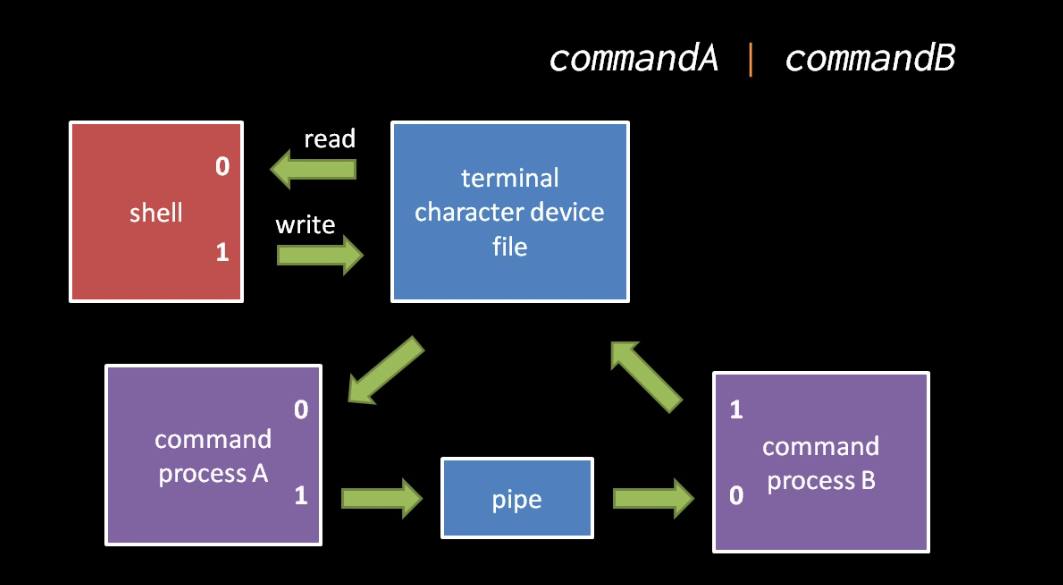 commandA | commandB
read
0
shell
write
1
terminal
character device
file
0
command
process A
1
pipe
1
command
process B
0